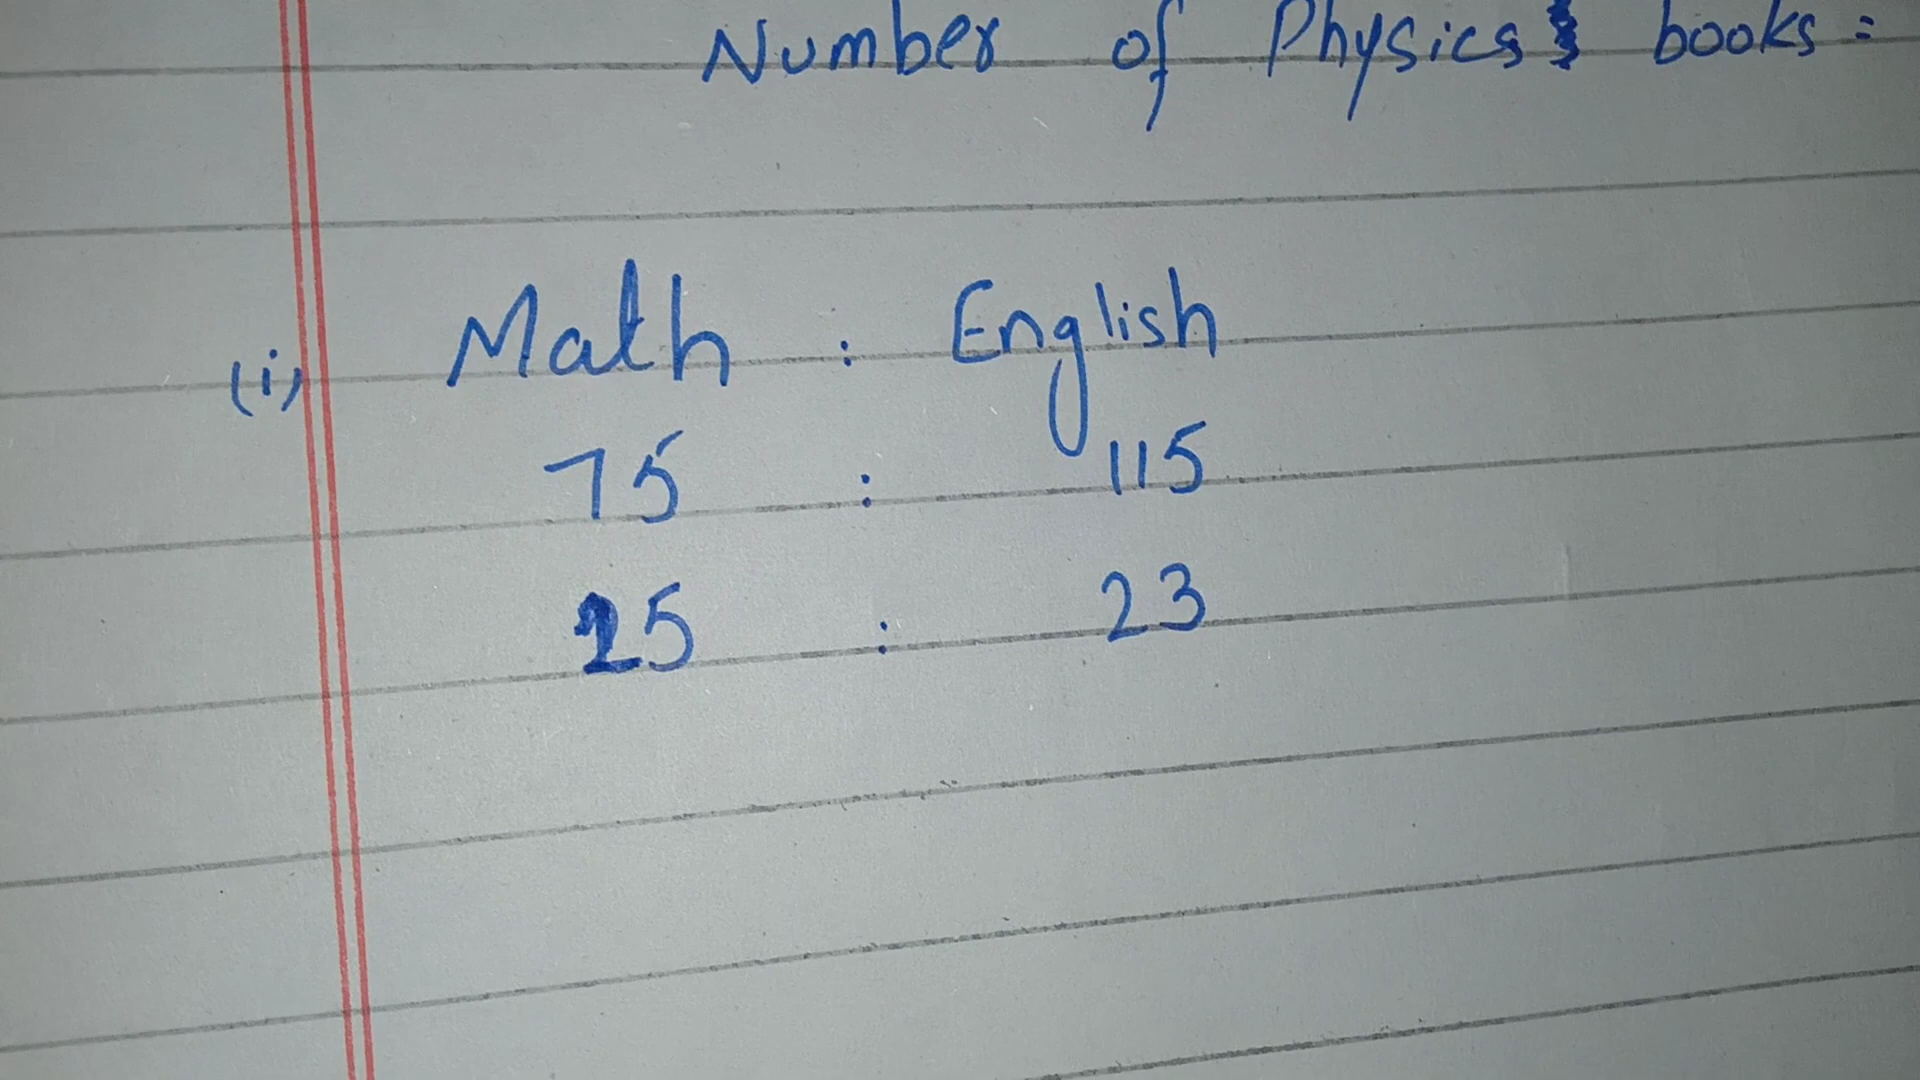 Number of Physics books =
(i) Math : English
75 : 115
25 : 23